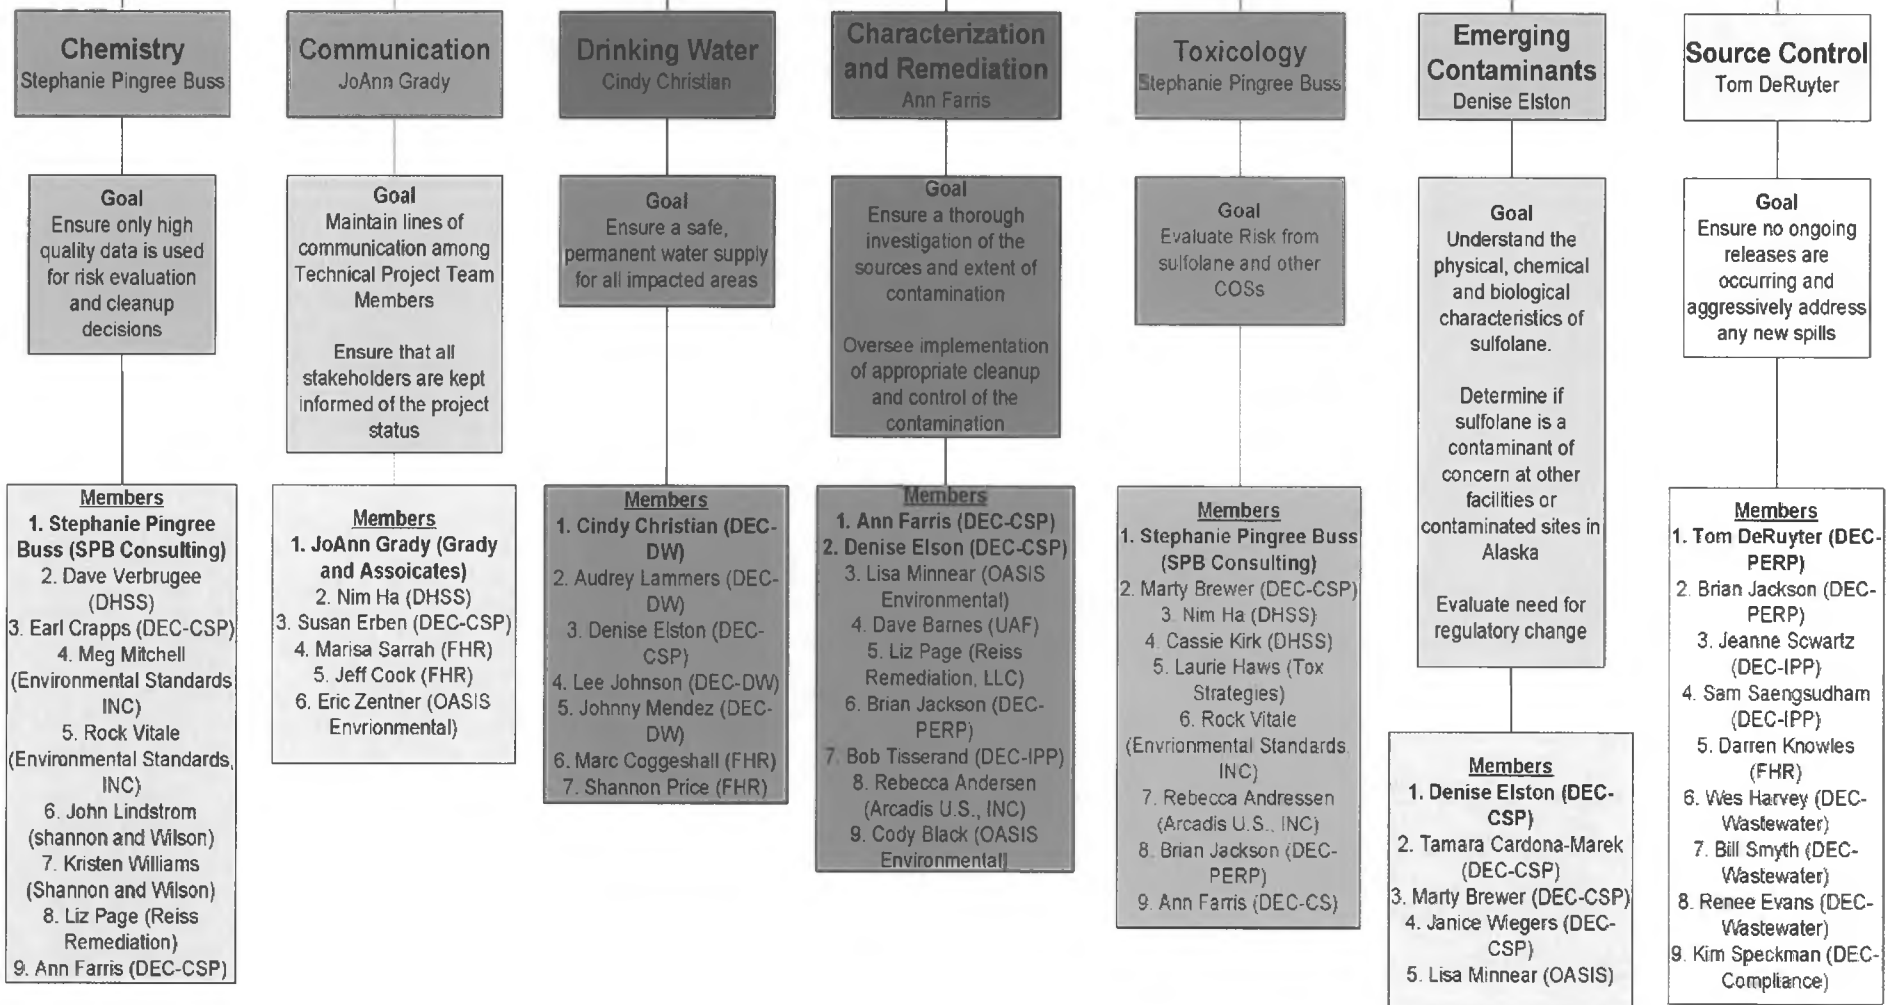 Chemistry
Stephanie Pingree Buss
Goal
Ensure only high
quality data is used
for risk evaluation
and cleanup
decisions
Members
1. Stephanie Pingree
Buss (SPB Consulting)
2. Dave Verbrugee
(DHSS)
3. Earl Crapps (DEC-CSP)
4. Meg Mitchell
(Environmental Standards
INC)
5. Rock Vitale
(Environmental Standards,
INC)
6. John Lindstrom
(shannon and Wilson)
7. Kristen Williams
(Shannon and Wilson)
8. Liz Page (Reiss
Remediation)
9. Ann Farris (DEC-CSP)
Communication
JoAnn Grady
Goal
Maintain lines of
communication among
Technical Project Team
Members
Ensure that all
stakeholders are kept
informed of the project
status
Members
1. JoAnn Grady (Grady
and Assoicates)
2. Nim Ha (DHSS)
3. Susan Erben (DEC-CSP)
4. Marisa Sarrah (FHR)
5. Jeff Cook (FHR)
6. Eric Zentner (OASIS
Envrionmental)
Drinking Water
Cindy Christian
Goal
Ensure a safe,
permanent water supply
for all impacted areas
Members
1. Cindy Christian (DEC-
DW)
2. Audrey Lammers (DEC-
DW)
3. Denise Elston (DEC-
CSP)
4. Lee Johnson (DEC-DW)
5. Johnny Mendez (DEC-
DW)
6. Marc Coggeshall (FHR)
7. Shannon Price (FHR)
Characterization
and Remediation
Ann Farris
Goal
Ensure a thorough
investigation of the
sources and extent of
contamination
Oversee implementation
of appropriate cleanup
and control of the
contamination
Members
1. Ann Farris (DEC-CSP)
2. Denise Elson (DEC-CSP)
3. Lisa Minnear (OASIS
Environmental)
4. Dave Barnes (UAF)
5. Liz Page (Reiss
Remediation, LLC)
6. Brian Jackson (DEC-
PERP)
7. Bob Tisserand (DEC-IPP)
8. Rebecca Andersen
(Arcadis U.S., INC)
9. Cody Black (OASIS
Environmental)
Toxicology
Stephanie Pingree Buss
Goal
Evaluate Risk from
sulfolane and other
COSs
Members
1. Stephanie Pingree Buss
(SPB Consulting)
2. Marty Brewer (DEC-CSP)
3. Nim Ha (DHSS)
4. Cassie Kirk (DHSS)
5. Laurie Haws (Tox
Strategies)
6. Rock Vitale
(Envrionmental Standards,
INC)
7. Rebecca Andressen
(Arcadis U.S., INC)
8. Brian Jackson (DEC-
PERP)
9. Ann Farris (DEC-CS)
Emerging
Contaminants
Denise Elston
Goal
Understand the
physical, chemical
and biological
characteristics of
sulfolane.
Determine if
sulfolane is a
contaminant of
concern at other
facilities or
contaminated sites in
Alaska
Evaluate need for
regulatory change
Members
1. Denise Elston (DEC-
CSP)
2. Tamara Cardona-Marek
(DEC-CSP)
3. Marty Brewer (DEC-CSP)
4. Janice Wiegers (DEC-
CSP)
5. Lisa Minnear (OASIS)
Source Control
Tom DeRuyter
Goal
Ensure no ongoing
releases are
occurring and
aggressively address
any new spills
Members
1. Tom DeRuyter (DEC-
PERP)
2. Brian Jackson (DEC-
PERP)
3. Jeanne Scwartz
(DEC-IPP)
4. Sam Saengsudham
(DEC-IPP)
5. Darren Knowles
(FHR)
6. Wes Harvey (DEC-
Wastewater)
7. Bill Smyth (DEC-
Wastewater)
8. Renee Evans (DEC-
Wastewater)
9. Kim Speckman (DEC-
Compliance)